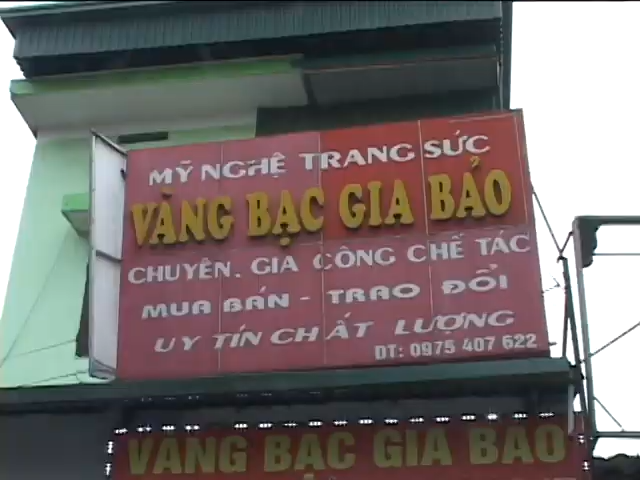 MỸ NGHỆ TRANG SỨC
VÀNG BẠC GIA BẢO
CHUYÊN. GIA CÔNG CHẾ TÁC
MUA BÁN - TRAO ĐỔI
UY TÍN CHẤT LƯỢNG
DT: 0975 407 622
VÀNG BẠC GIA BẢO